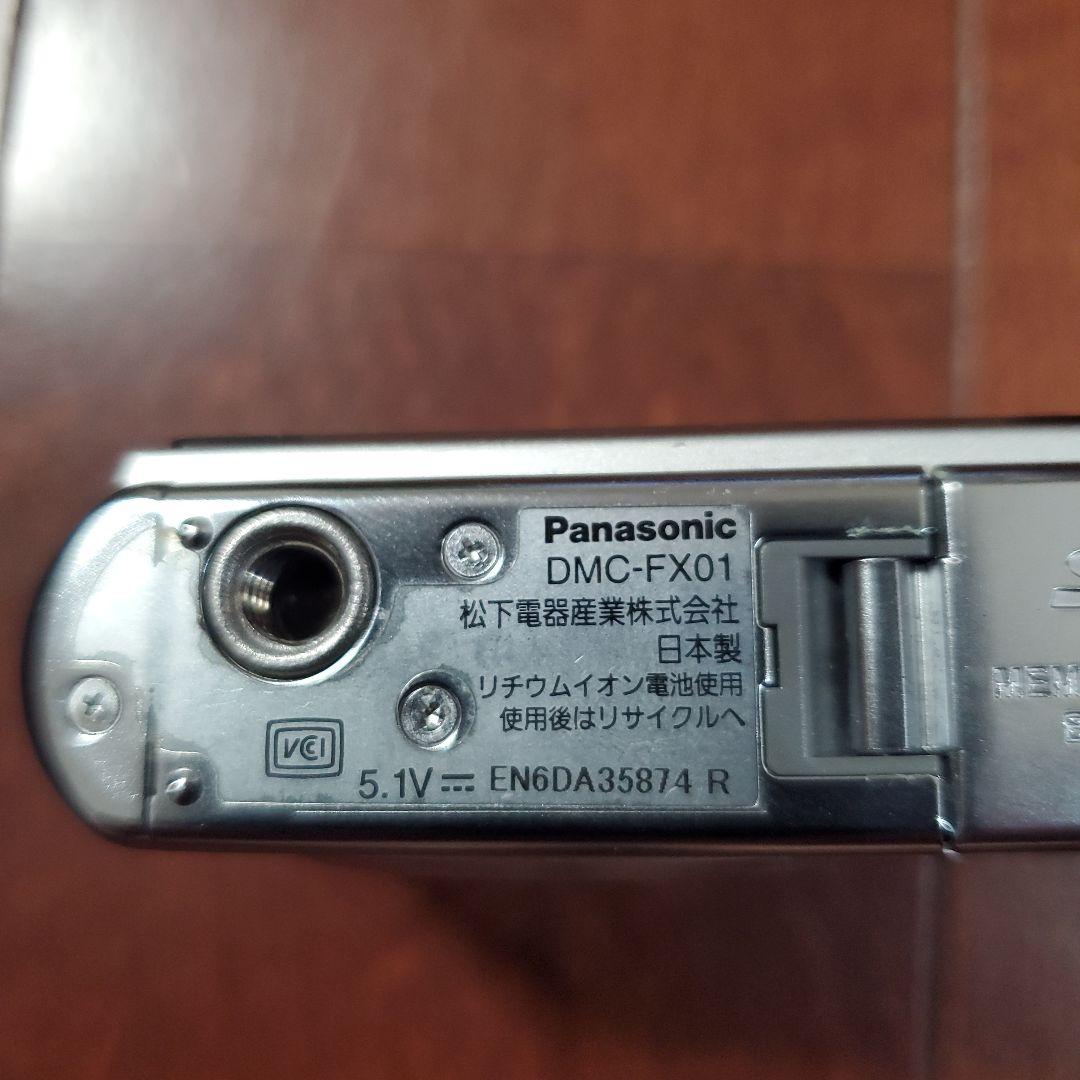 Panasonic
DMC-FX01
松下電器産業株式会社
日本製
リチウムイオン電池使用
使用後はリサイクルへ
VCI
5.1V⎓ EN6DA35874 R
MEM